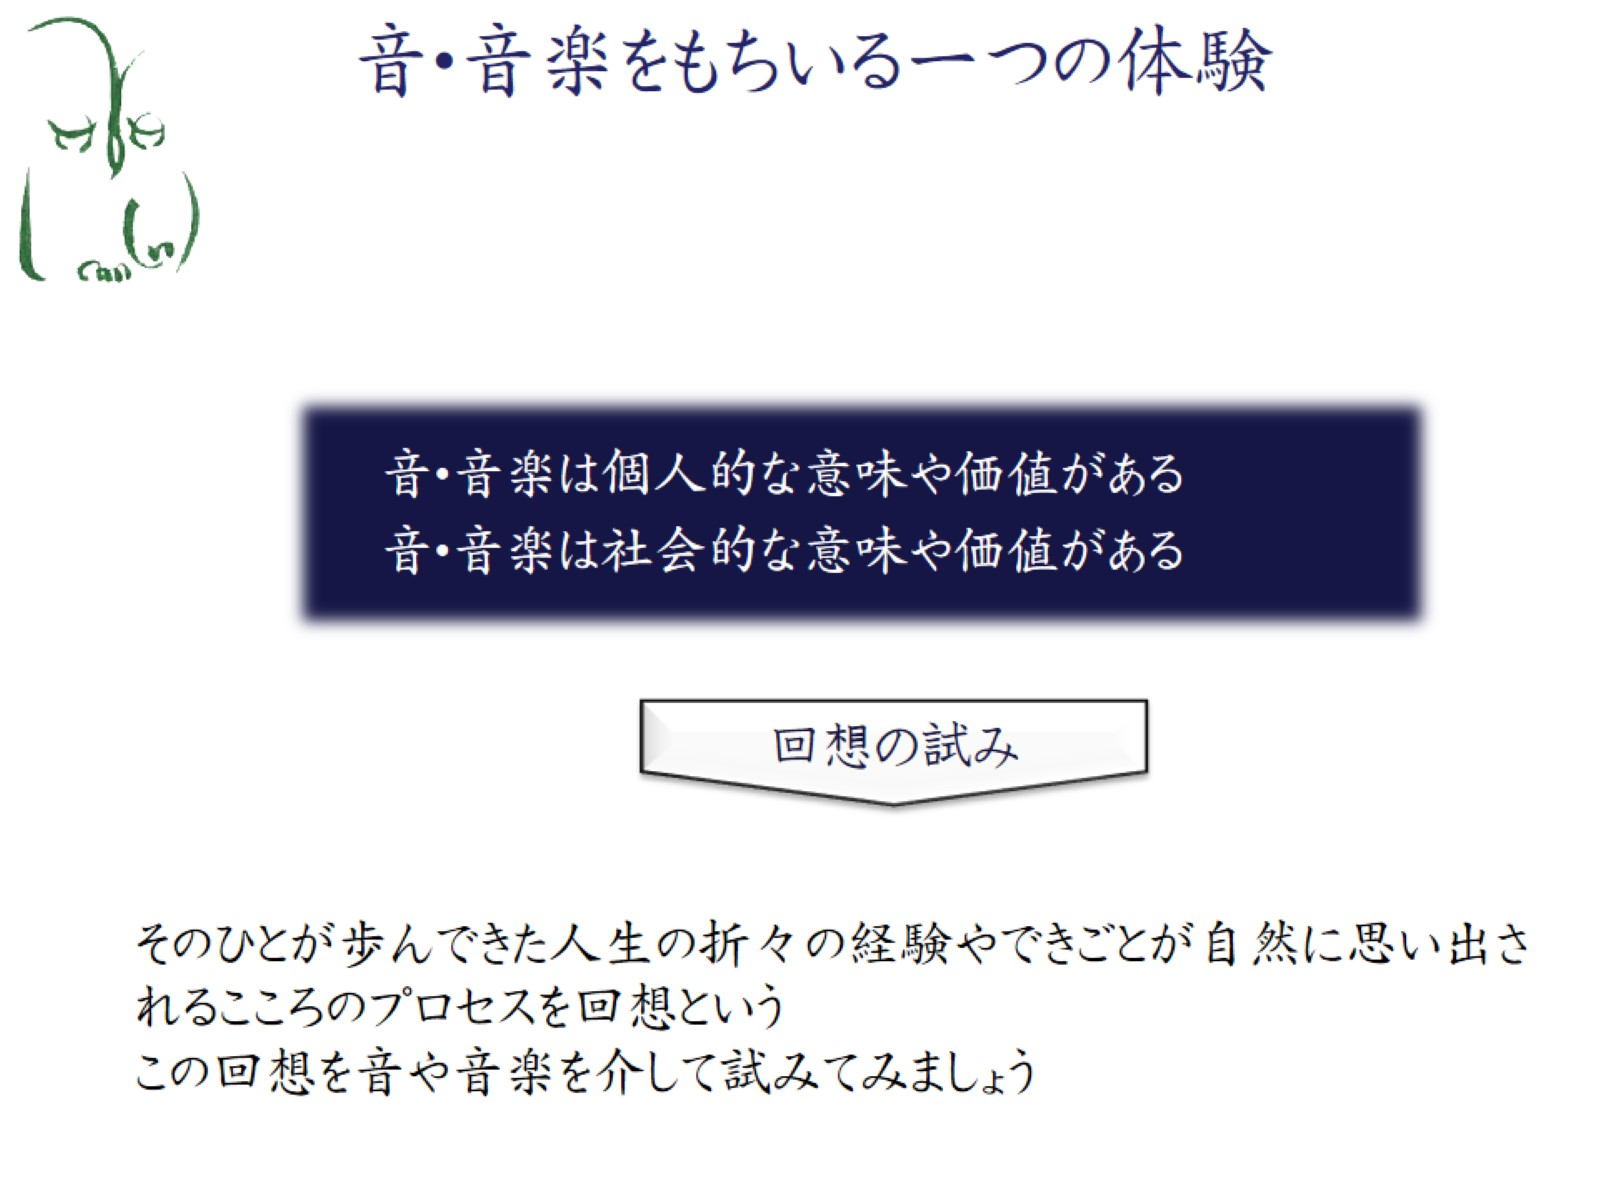 音・音楽をもちいる一つの体験
音・音楽は個人的な意味や価値がある
音・音楽は社会的な意味や価値がある
回想の試み
そのひとが歩んできた人生の折々の経験やできごとが自然に思い出さ
れるこころのプロセスを回想という
この回想を音や音楽を介して試みてみましょう